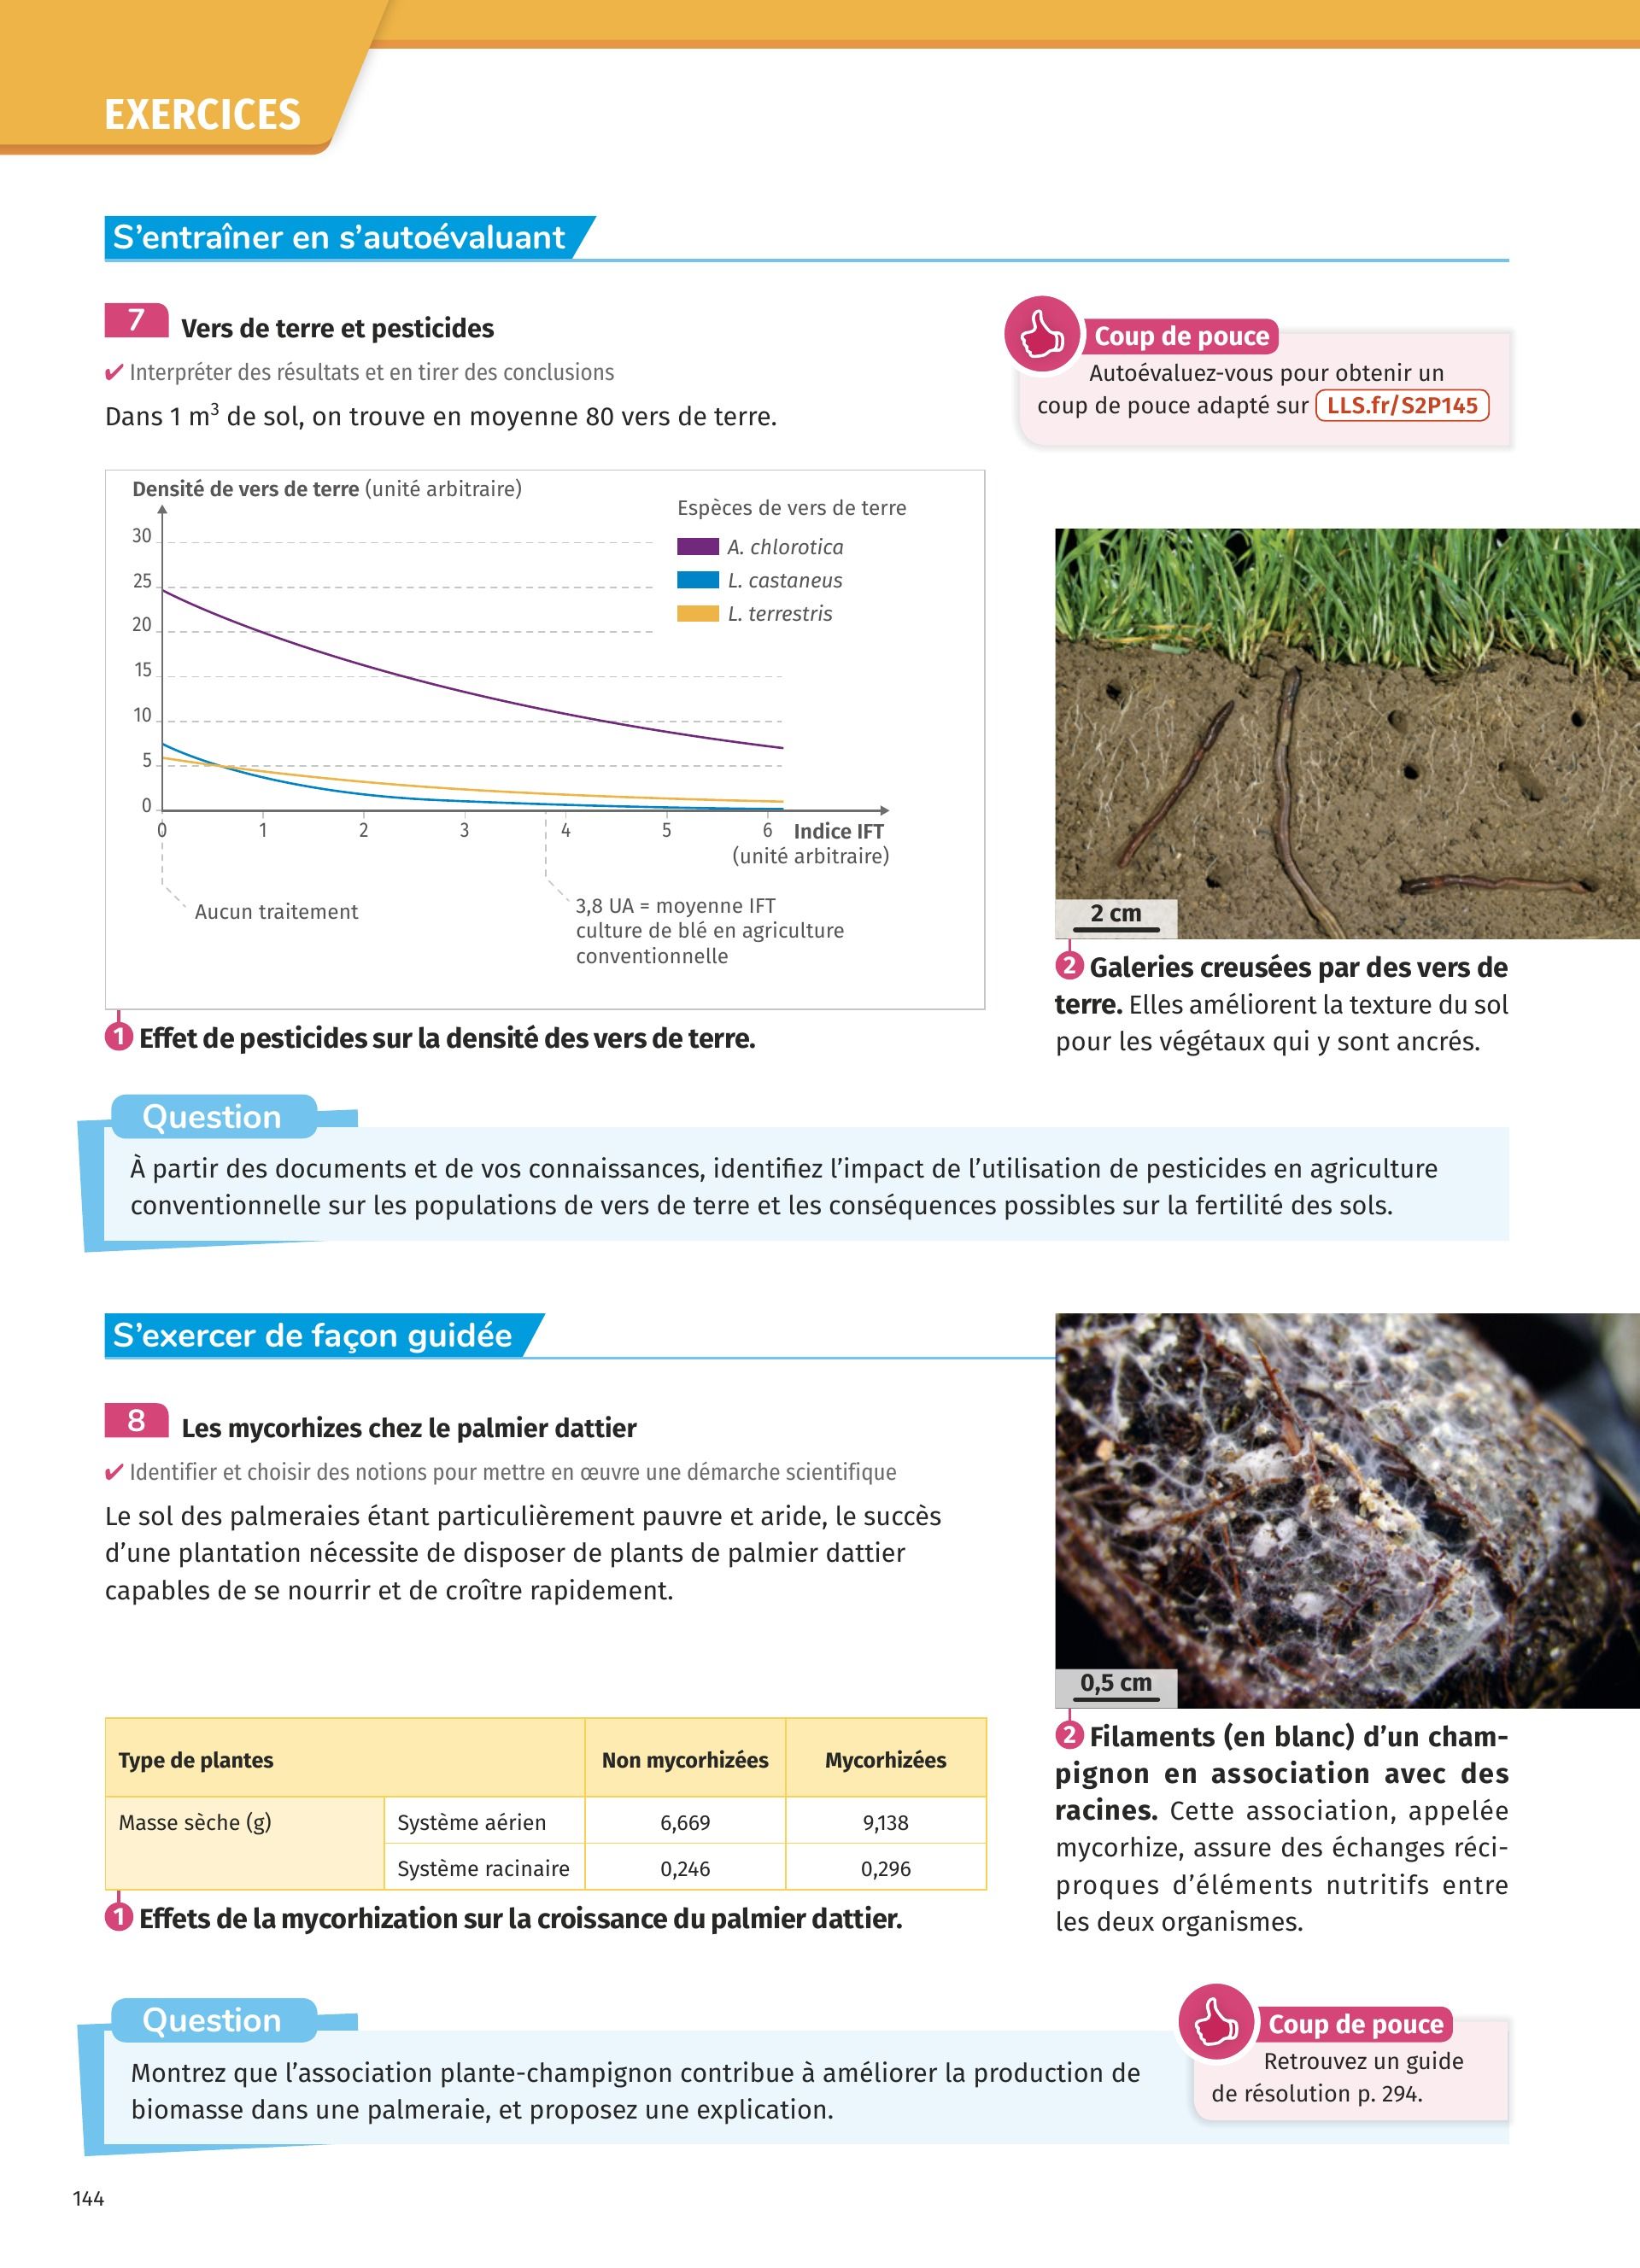 EXERCICES
S'entraîner en s'autoévaluant
7 Vers de terre et pesticides
✔ Interpréter des résultats et en tirer des conclusions
Dans 1 m³ de sol, on trouve en moyenne 80 vers de terre.
Coup de pouce
Autoévaluez-vous pour obtenir un
coup de pouce adapté sur LLS.fr/S2P145
Densité de vers de terre (unité arbitraire)
30
25
20
15
10
5
0
Espèces de vers de terre
A. chlorotica
L. castaneus
L. terrestris
0 1 2 3 4 5 6 Indice IFT
(unité arbitraire)
Aucun traitement
3,8 UA = moyenne IFT
culture de blé en agriculture
conventionnelle
1 Effet de pesticides sur la densité des vers de terre.
2 cm
2 Galeries creusées par des vers de
terre. Elles améliorent la texture du sol
pour les végétaux qui y sont ancrés.
Question
À partir des documents et de vos connaissances, identifiez l'impact de l'utilisation de pesticides en agriculture
conventionnelle sur les populations de vers de terre et les conséquences possibles sur la fertilité des sols.
S'exercer de façon guidée
8 Les mycorhizes chez le palmier dattier
✔ Identifier et choisir des notions pour mettre en œuvre une démarche scientifique
Le sol des palmeraies étant particulièrement pauvre et aride, le succès
d'une plantation nécessite de disposer de plants de palmier dattier
capables de se nourrir et de croître rapidement.
Type de plantes Non mycorhizées Mycorhizées
Masse sèche (g) Système aérien 6,669 9,138
Système racinaire 0,246 0,296
1 Effets de la mycorhization sur la croissance du palmier dattier.
0,5 cm
2 Filaments (en blanc) d'un cham-
pignon en association avec des
racines. Cette association, appelée
mycorhize, assure des échanges réci-
proques d'éléments nutritifs entre
les deux organismes.
Question
Montrez que l'association plante-champignon contribue à améliorer la production de
biomasse dans une palmeraie, et proposez une explication.
Coup de pouce
Retrouvez un guide
de résolution p. 294.
144